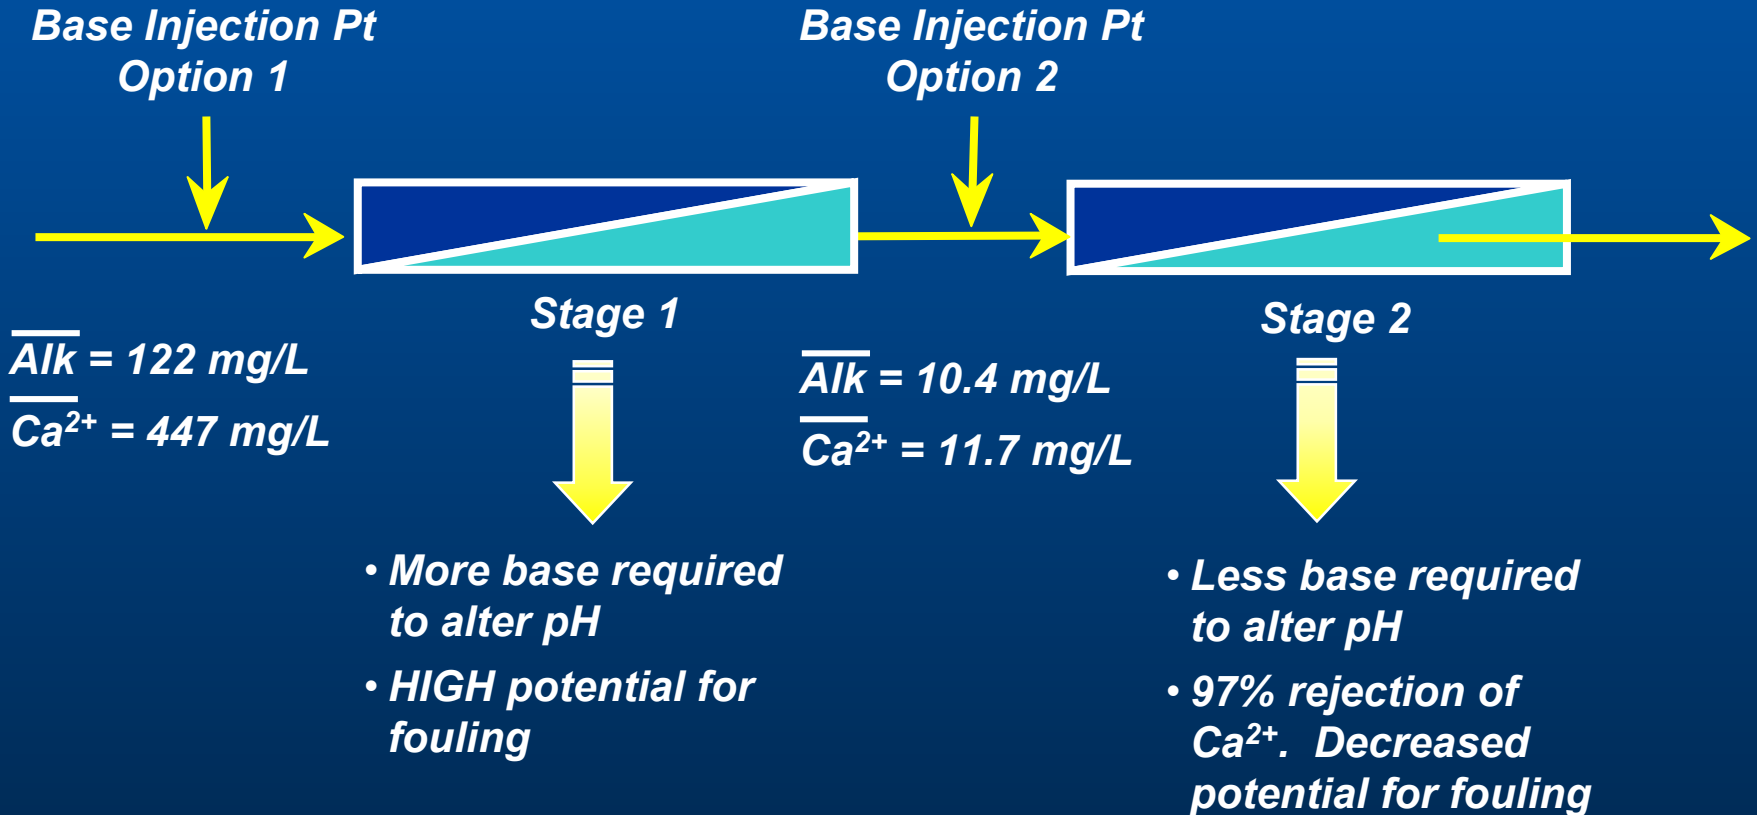 Base Injection Pt
Option 1
Base Injection Pt
Option 2
Stage 1
Stage 2
Alk = 122 mg/L
Ca²⁺ = 447 mg/L
Alk = 10.4 mg/L
Ca²⁺ = 11.7 mg/L
• More base required
to alter pH
• HIGH potential for
fouling
• Less base required
to alter pH
• 97% rejection of
Ca²⁺. Decreased
potential for fouling